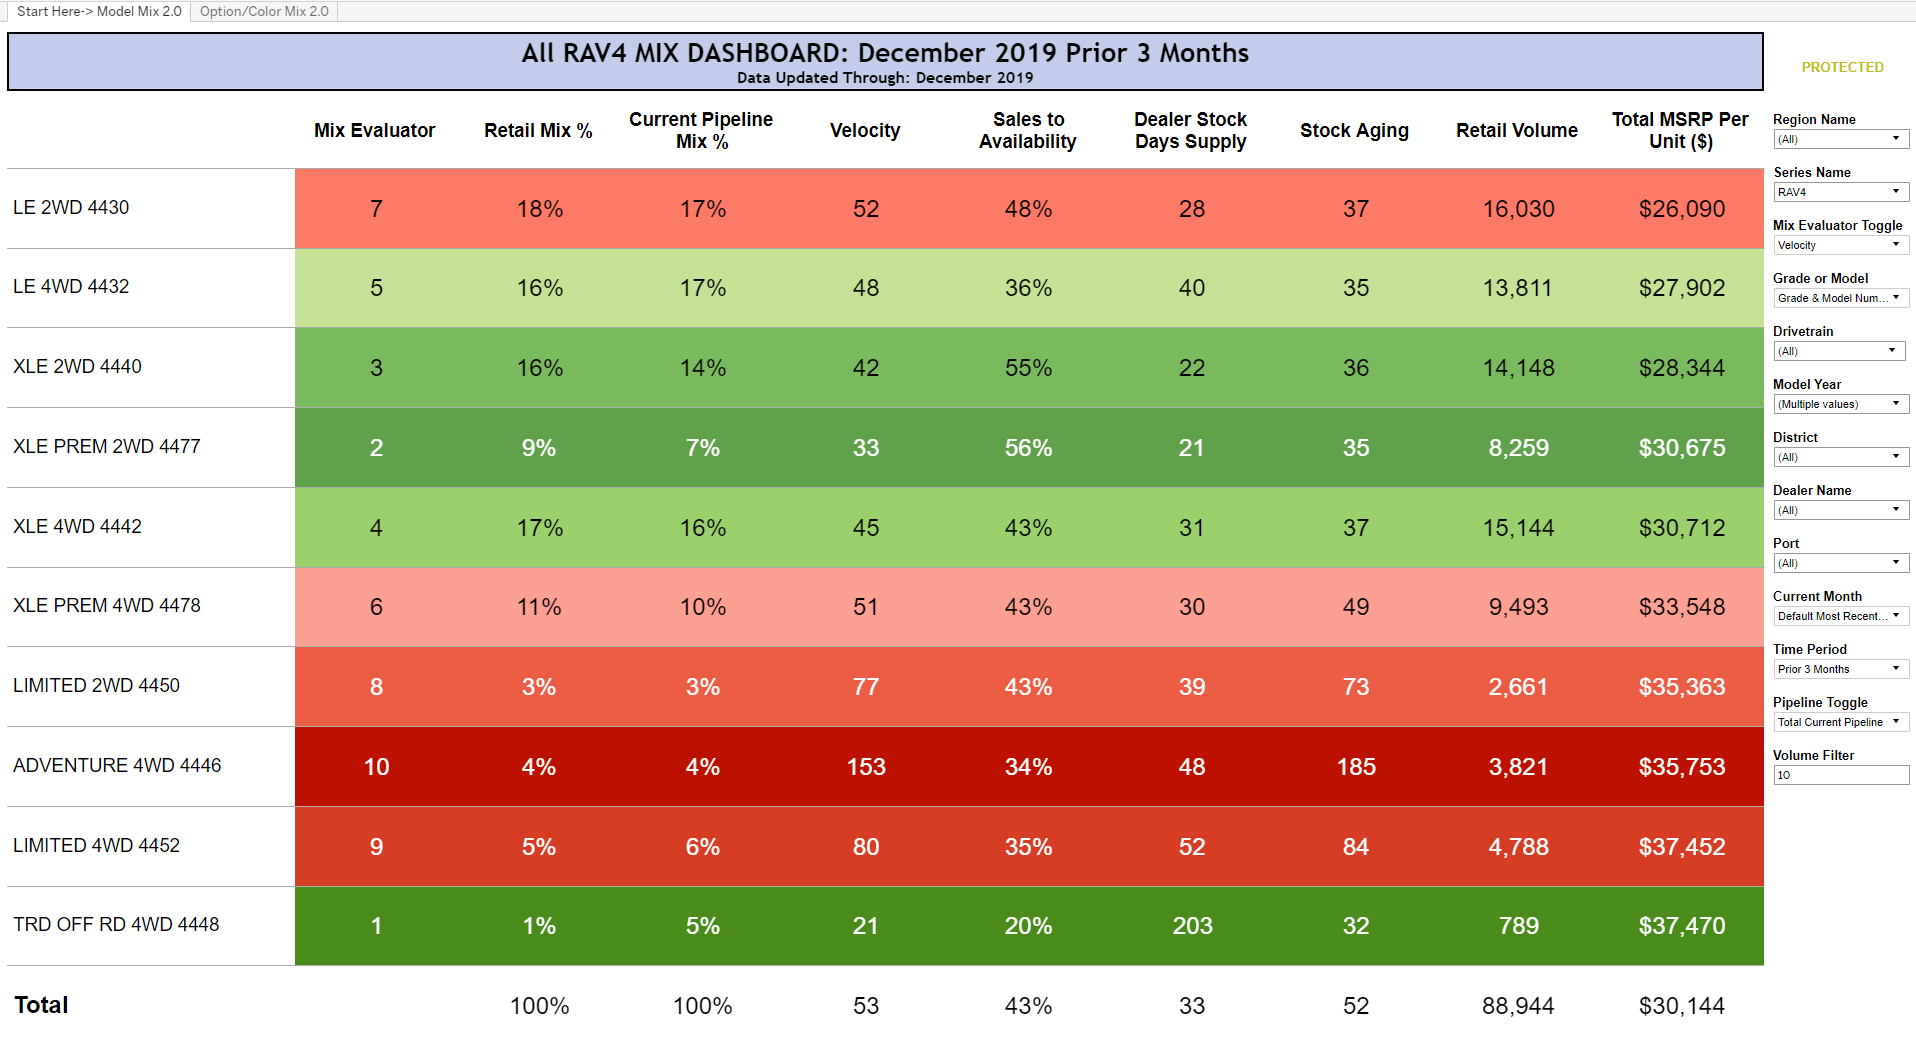 Start Here-> Model Mix 2.0 Option/Color Mix 2.0
All RAV4 MIX DASHBOARD: December 2019 Prior 3 Months
Data Updated Through: December 2019
Mix Evaluator Retail Mix % Current Pipeline Mix % Velocity Sales to Availability Dealer Stock Days Supply Stock Aging Retail Volume Total MSRP Per Unit ($)
LE 2WD 4430 7 18% 17% 52 48% 28 37 16,030 $26,090
LE 4WD 4432 5 16% 17% 48 36% 40 35 13,811 $27,902
XLE 2WD 4440 3 16% 14% 42 55% 22 36 14,148 $28,344
XLE PREM 2WD 4477 2 9% 7% 33 56% 21 35 8,259 $30,675
XLE 4WD 4442 4 17% 16% 45 43% 31 37 15,144 $30,712
XLE PREM 4WD 4478 6 11% 10% 51 43% 30 49 9,493 $33,548
LIMITED 2WD 4450 8 3% 3% 77 43% 39 73 2,661 $35,363
ADVENTURE 4WD 4446 10 4% 4% 153 34% 48 185 3,821 $35,753
LIMITED 4WD 4452 9 5% 6% 80 35% 52 84 4,788 $37,452
TRD OFF RD 4WD 4448 1 1% 5% 21 20% 203 32 789 $37,470
Total 100% 100% 53 43% 33 52 88,944 $30,144
PROTECTED
Region Name
(All)
Series Name
RAV4
Mix Evaluator Toggle
Velocity
Grade or Model
Grade & Model Num...
Drivetrain
(All)
Model Year
(Multiple values)
District
(All)
Dealer Name
(All)
Port
(All)
Current Month
Default Most Recent...
Time Period
Prior 3 Months
Pipeline Toggle
Total Current Pipeline
Volume Filter
10